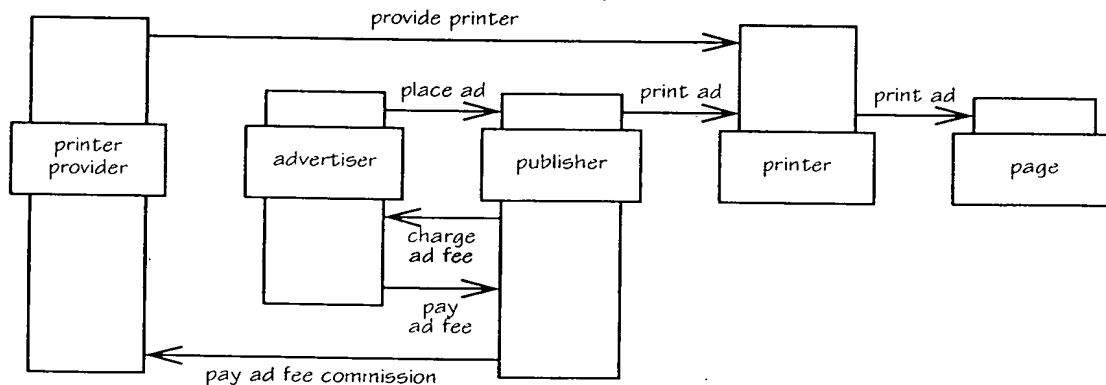 provide printer
place ad
print ad
print ad
printer
provider
advertiser
publisher
printer
page
charge
ad fee
pay
ad fee
pay ad fee commission